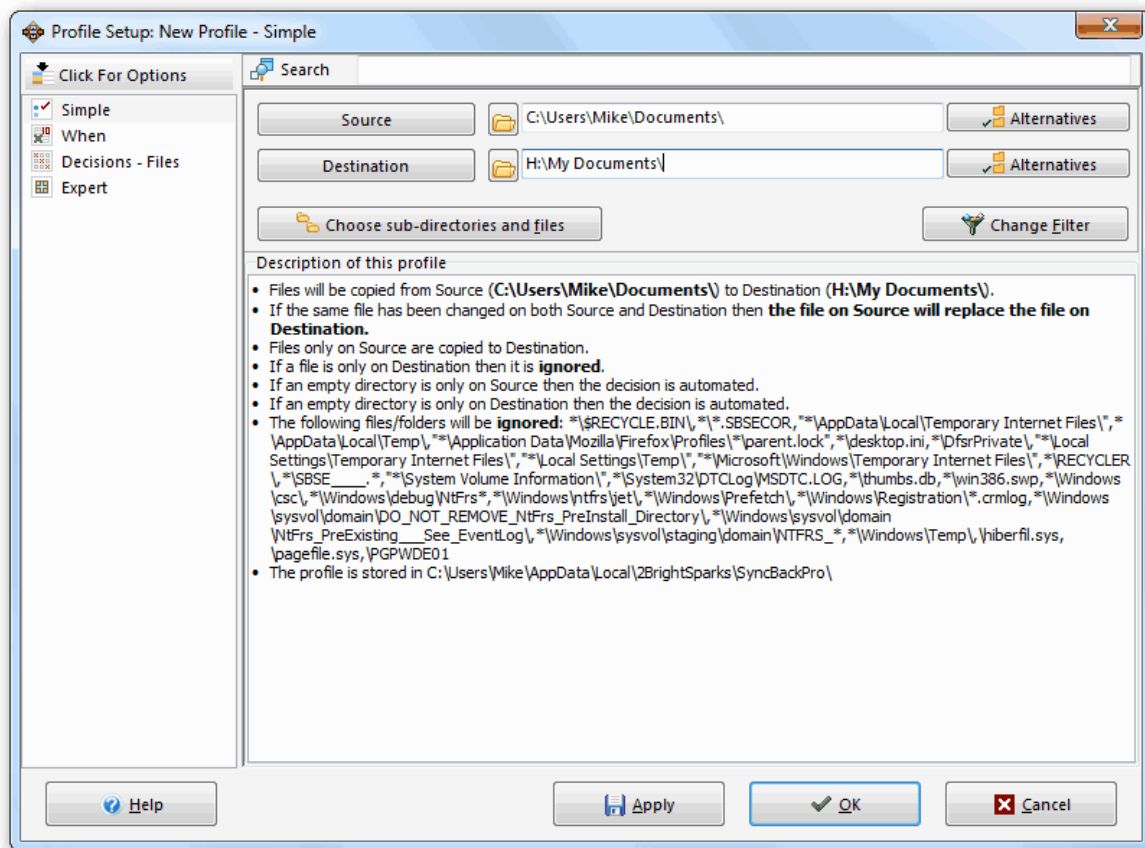 Profile Setup: New Profile - Simple
Click For Options
Simple
When
Decisions - Files
Expert
Search
Source
C:\Users\Mike\Documents\
Alternatives
Destination
H:\My Documents\
Alternatives
Choose sub-directories and files
Change Filter
Description of this profile
• Files will be copied from Source (C:\Users\Mike\Documents\) to Destination (H:\My Documents\).
• If the same file has been changed on both Source and Destination then the file on Source will replace the file on
Destination.
• Files only on Source are copied to Destination.
• If a file is only on Destination then it is ignored.
• If an empty directory is only on Source then the decision is automated.
• If an empty directory is only on Destination then the decision is automated.
• The following files/folders will be ignored: *\$RECYCLE.BIN\,*\*.SBSECOR,"*\AppData\Local\Temporary Internet Files\",*
\AppData\Local\Temp\,"*\Application Data\Mozilla\Firefox\Profiles\*\parent.lock",*\desktop.ini,*\DfsrPrivate\,"*\Local
Settings\Temporary Internet Files\","*\Local Settings\Temp\","*\Microsoft\Windows\Temporary Internet Files\",*\RECYCLER
\,*\SBSE____.*,"*\System Volume Information\",*\System32\DTCLog\MSDTC.LOG,*\thumbs.db,*\win386.swp,*\Windows
\csc\,*\Windows\debug\NtFrs*,*\Windows\ntfrs\jet\,*\Windows\Prefetch\,*\Windows\Registration\*.crmlog,*\Windows
\sysvol\domain\DO_NOT_REMOVE_NtFrs_PreInstall_Directory\,*\Windows\sysvol\domain
\NtFrs_PreExisting___See_EventLog\,*\Windows\sysvol\staging\domain\NTFRS_*,*\Windows\Temp\,\hiberfil.sys,
\pagefile.sys,\PGPWDE01
• The profile is stored in C:\Users\Mike\AppData\Local\2BrightSparks\SyncBackPro\
Help
Apply
OK
Cancel